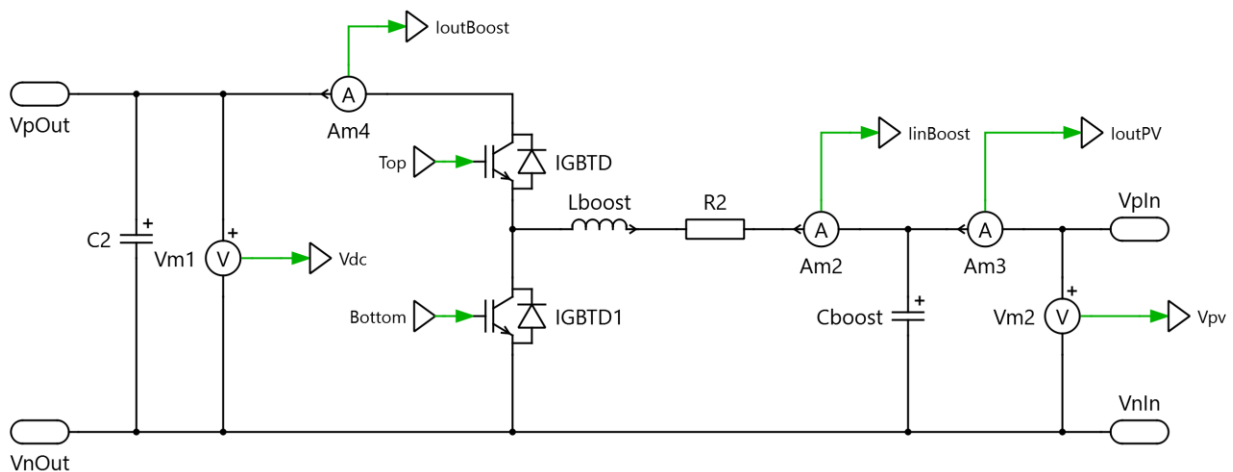 IoutBoost
A
Am4
VpOut
Top
IGBTD
IinBoost
IoutPV
Lboost
R2
VpIn
+
C2
+
Vm1
V
Vdc
A
Am2
A
Am3
Bottom
IGBTD1
Cboost
+
Vm2
+
V
Vpv
VnOut
VnIn